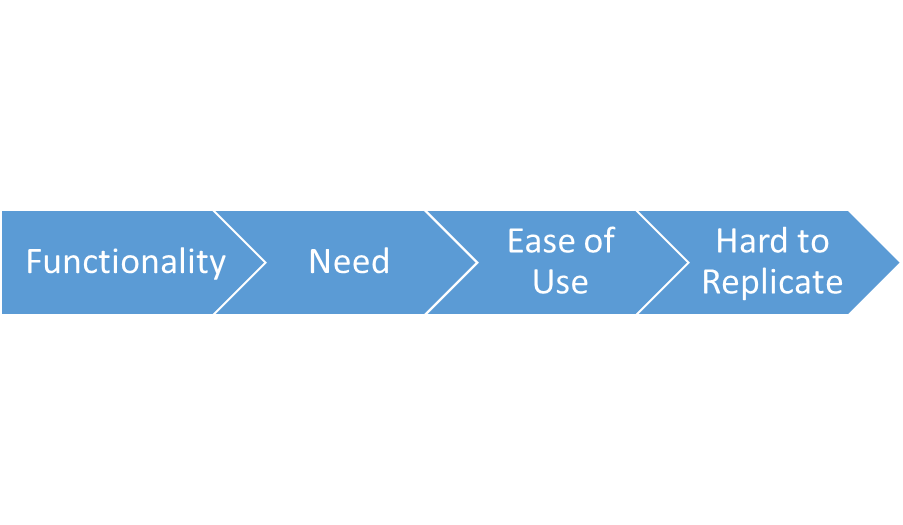 Functionality
Need
Ease of
Use
Hard to
Replicate